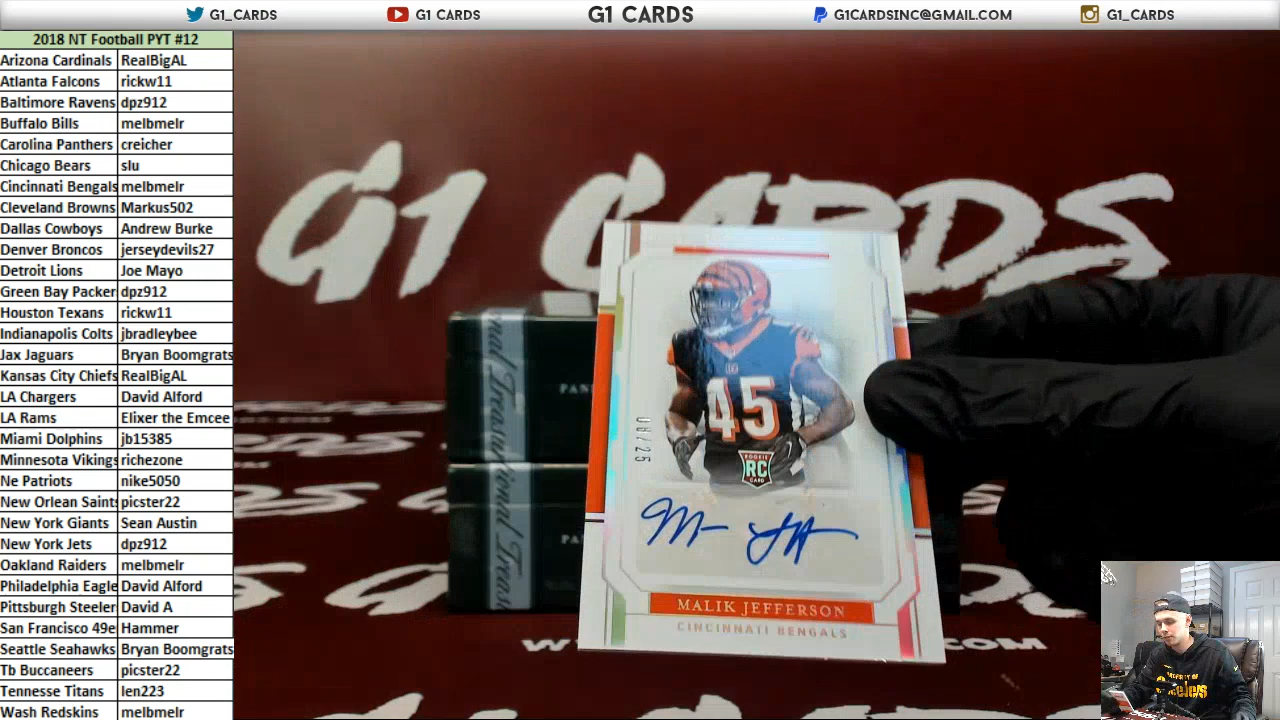 G1_CARDS
G1 CARDS
G1 CARDS
G1CARDSINC@GMAIL.COM
G1_CARDS
2018 NT Football PYT #12
Arizona Cardinals RealBigAL
Atlanta Falcons rickw11
Baltimore Ravens dpz912
Buffalo Bills melbmelr
Carolina Panthers creicher
Chicago Bears slu
Cincinnati Bengals melbmelr
Cleveland Browns Markus502
Dallas Cowboys Andrew Burke
Denver Broncos jerseydevils27
Detroit Lions Joe Mayo
Green Bay Packer dpz912
Houston Texans rickw11
Indianapolis Colts jbradleybee
Jax Jaguars Bryan Boomgrats
Kansas City Chiefs RealBigAL
LA Chargers David Alford
LA Rams Elixer the Emcee
Miami Dolphins jb15385
Minnesota Vikings richezone
Ne Patriots nike5050
New Orlean Saints picster22
New York Giants Sean Austin
New York Jets dpz912
Oakland Raiders melbmelr
Philadelphia Eagle David Alford
Pittsburgh Steeler David A
San Francisco 49e Hammer
Seattle Seahawks Bryan Boomgrats
Tb Buccaneers picster22
Tennesse Titans len223
Wash Redskins melbmelr
G1 CARDS
45
ROOKIE
RC
CARD
MALIK JEFFERSON
CINCINNATI BENGALS